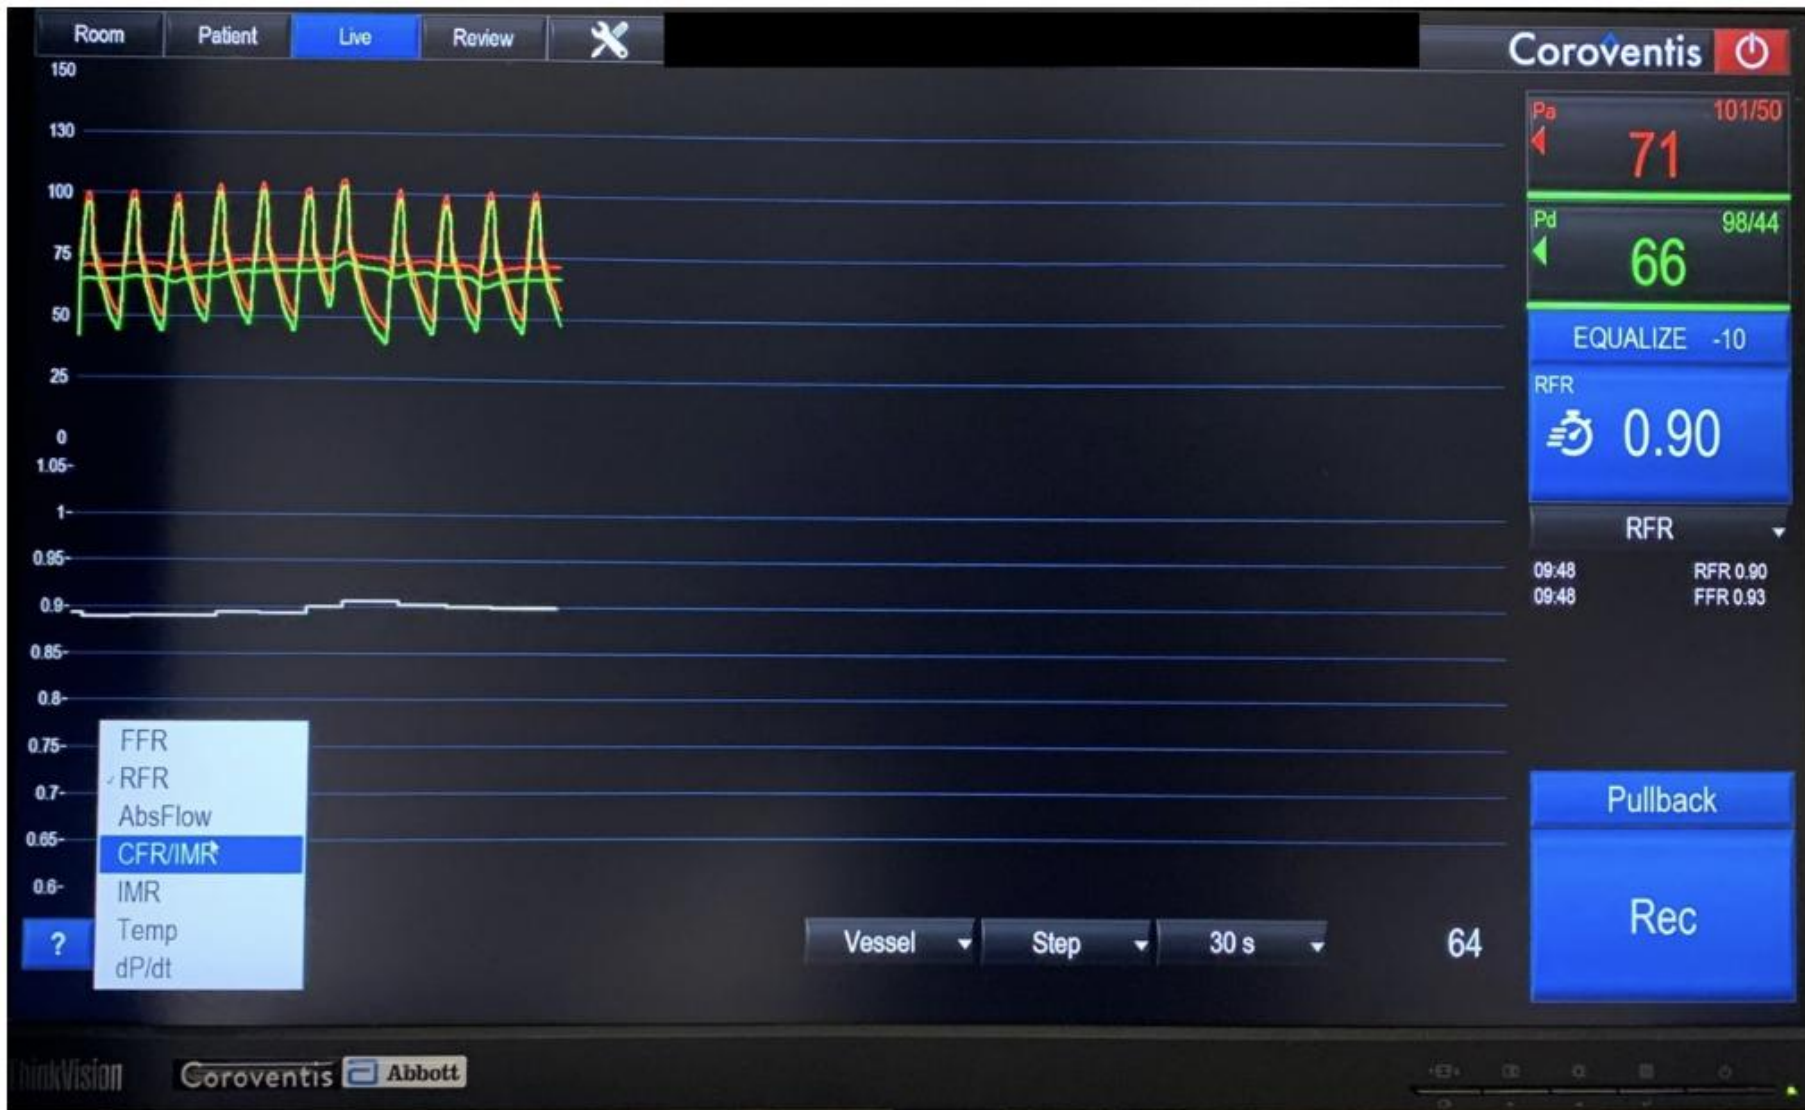 Room Patient Live Review
Coroventis
150
130
100
75
50
25
0
1.05-
1-
0.95-
0.9-
0.85-
0.8-
0.75-
0.7-
0.65-
0.6-
Pa 101/50
71
Pd 98/44
66
EQUALIZE -10
RFR
0.90
RFR
09:48 RFR 0.90
09:48 FFR 0.93
Pullback
Rec
FFR
✓RFR
AbsFlow
CFR/IMR
IMR
Temp
dP/dt
?
Vessel Step 30 s 64
Coroventis Abbott